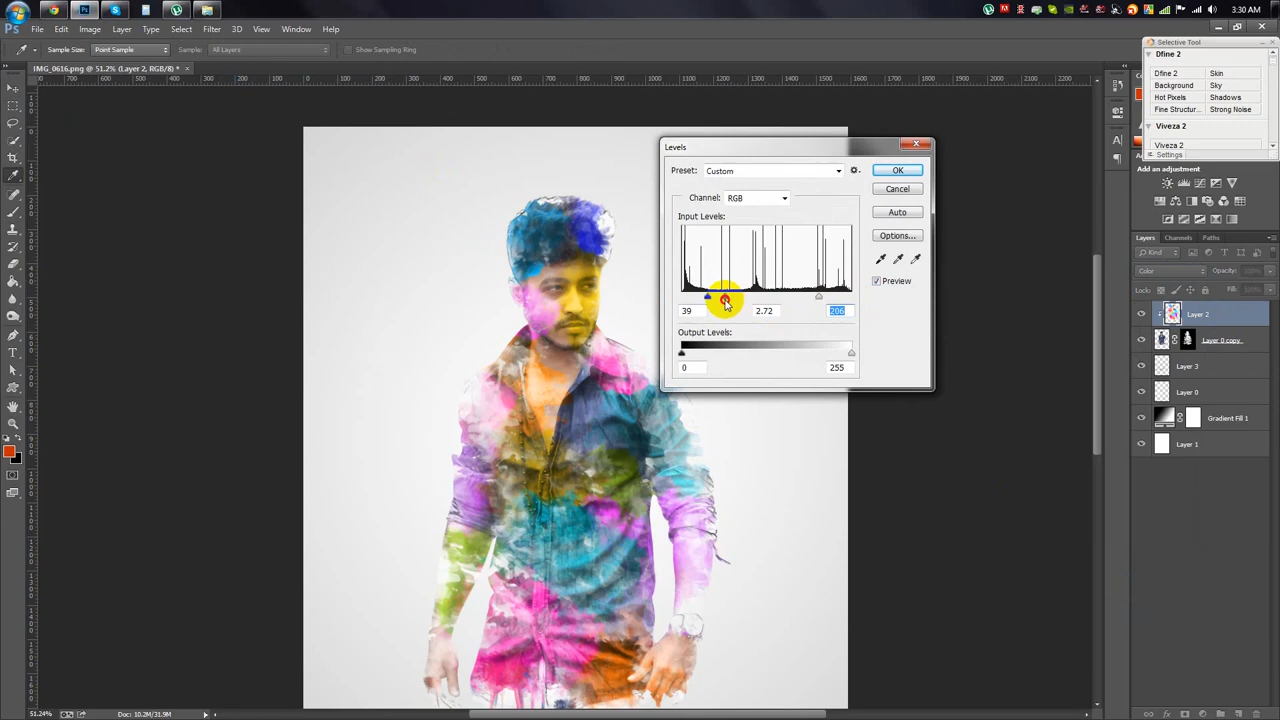 3:30 AM
Ps File Edit Image Layer Type Select Filter 3D View Window Help
Sample Size: Point Sample Sample: All Layers Show Sampling Ring
IMG_0616.png @ 51.2% (Layer 2, RGB/8) * ×
Selective Tool
Dfine 2
Dfine 2 Skin
Background Sky
Hot Pixels Shadows
Fine Structur... Strong Noise
Viveza 2
Viveza 2
Settings
Add an adjustment
Levels
Preset: Custom OK
Cancel
Channel: RGB
Auto
Input Levels:
Options...
Preview
39 2.72 206
Output Levels:
0 255
Layers Channels Paths
Kind
Color Opacity:
Lock: Fill:
Layer 2
Layer 0 copy
Layer 3
Layer 0
Gradient Fill 1
Layer 1
51.24% Doc: 10.2M/31.9M